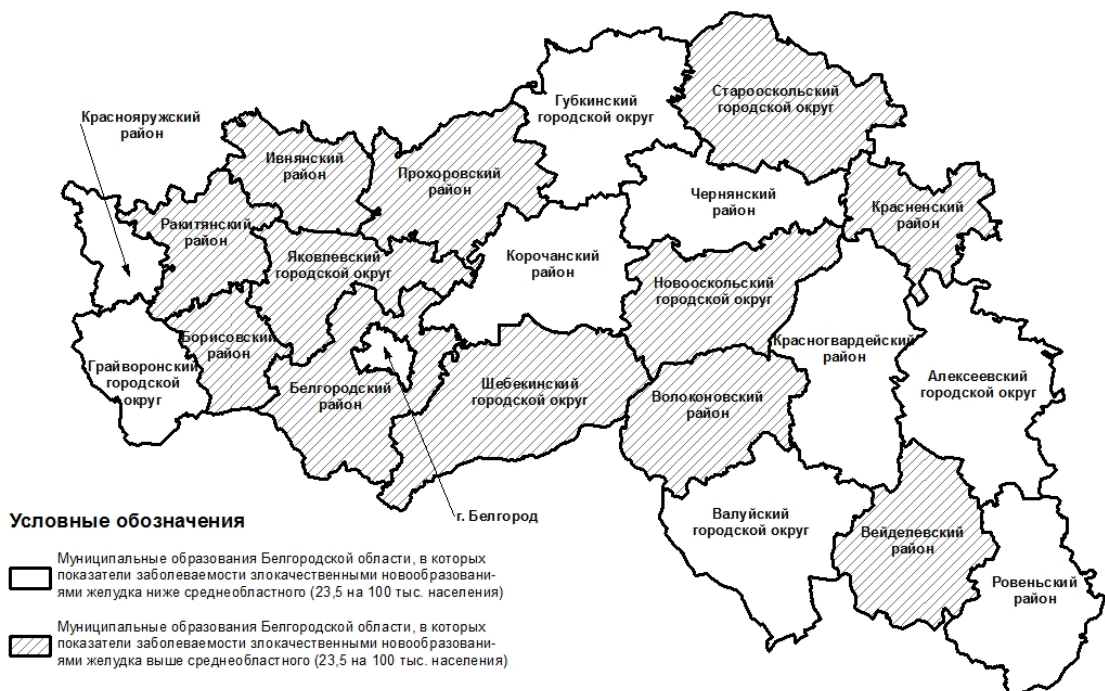 Губкинский
городской округ
Старооскольский
городской округ
Краснояружский
район
Ивнянский
район
Прохоровский
район
Чернянский
район
Красненский
район
Ракитянский
район
Яковлевский
городской округ
Корочанский
район
Новооскольский
городской округ
Борисовский
район
Красногвардейский
район
Грайворонский
городской
округ
Белгородский
район
Шебекинский
городской округ
Волоконовский
район
Алексеевский
городской округ
г. Белгород
Валуйский
городской округ
Вейделевский
район
Ровеньский
район
Условные обозначения
Муниципальные образования Белгородской области, в которых
показатели заболеваемости злокачественными новообразовани-
ями желудка ниже среднеобластного (23,5 на 100 тыс. населения)
Муниципальные образования Белгородской области, в которых
показатели заболеваемости злокачественными новообразовани-
ями желудка выше среднеобластного (23,5 на 100 тыс. населения)